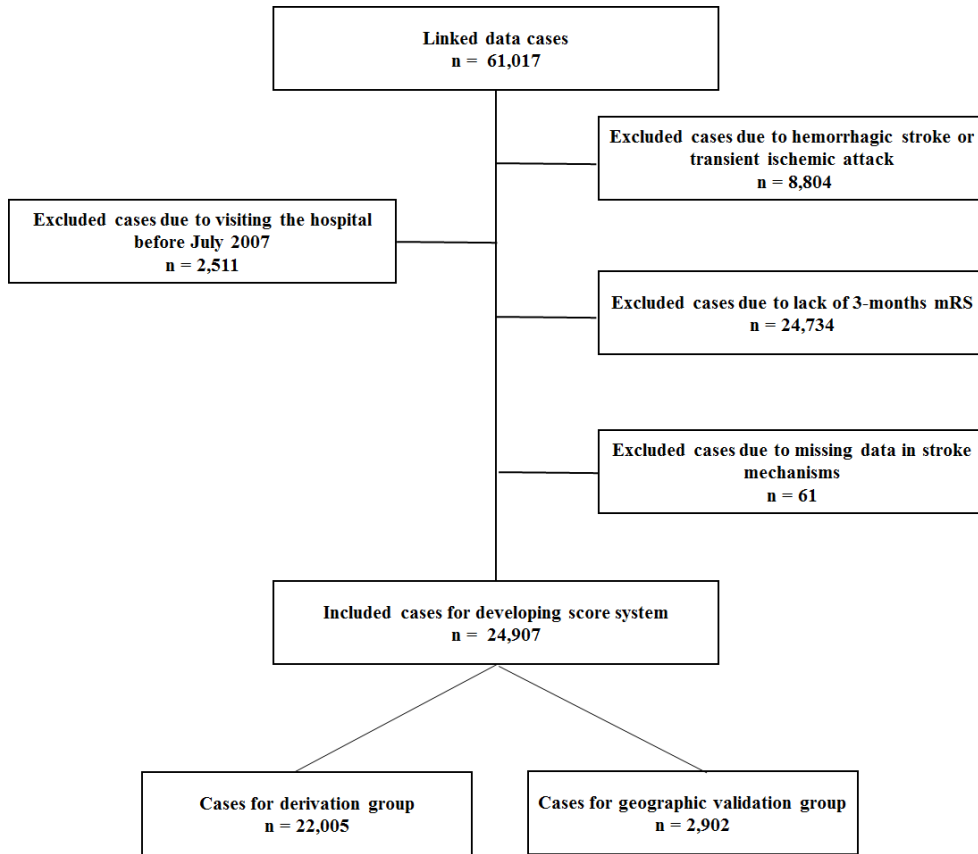 Linked data cases
n = 61,017
Excluded cases due to hemorrhagic stroke or
transient ischemic attack
n = 8,804
Excluded cases due to visiting the hospital
before July 2007
n = 2,511
Excluded cases due to lack of 3-months mRS
n = 24,734
Excluded cases due to missing data in stroke
mechanisms
n = 61
Included cases for developing score system
n = 24,907
Cases for derivation group
n = 22,005
Cases for geographic validation group
n = 2,902